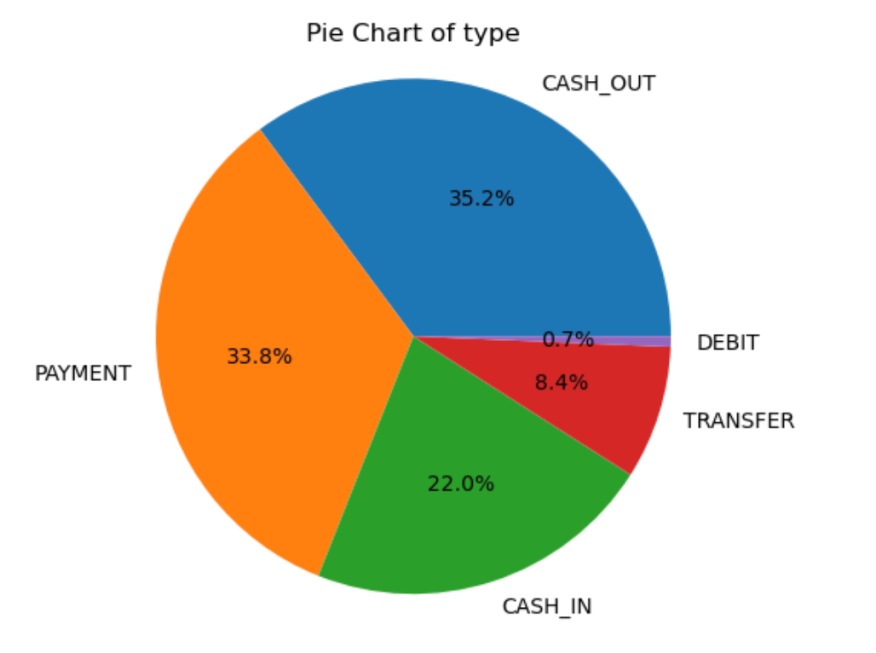 Pie Chart of type
CASH_OUT
35.2%
0.7%
DEBIT
33.8%
PAYMENT
8.4%
TRANSFER
22.0%
CASH_IN